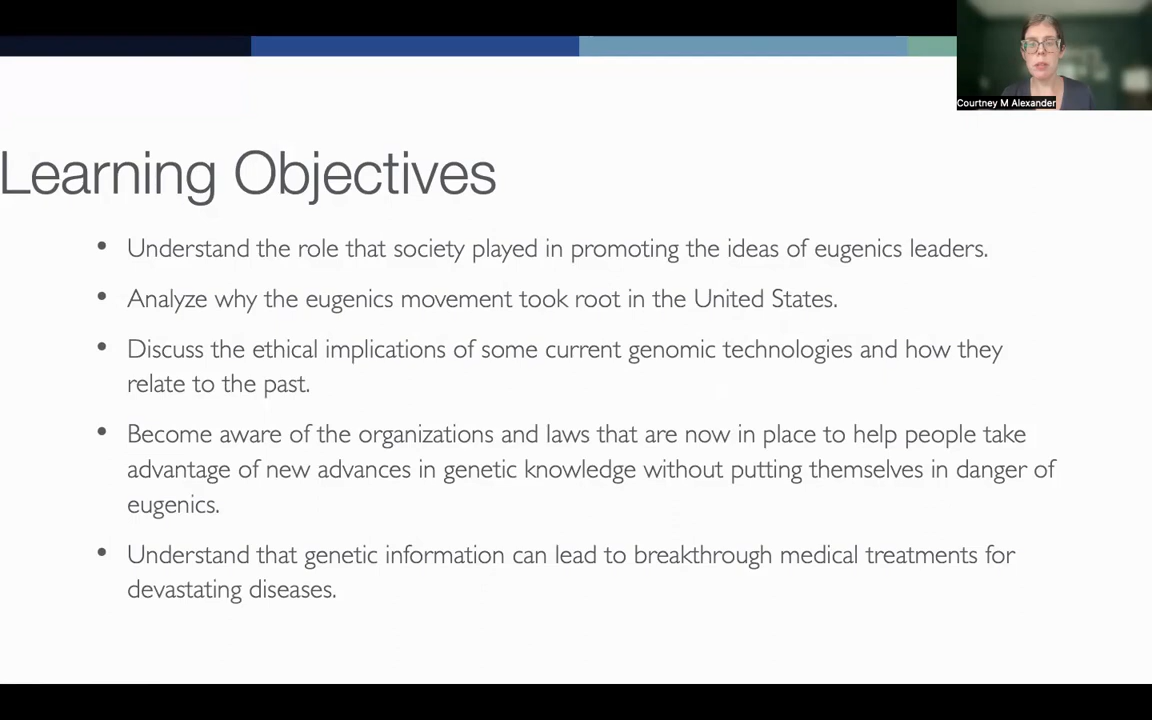 Courtney M Alexander
Learning Objectives
• Understand the role that society played in promoting the ideas of eugenics leaders.
• Analyze why the eugenics movement took root in the United States.
• Discuss the ethical implications of some current genomic technologies and how they
relate to the past.
• Become aware of the organizations and laws that are now in place to help people take
advantage of new advances in genetic knowledge without putting themselves in danger of
eugenics.
• Understand that genetic information can lead to breakthrough medical treatments for
devastating diseases.